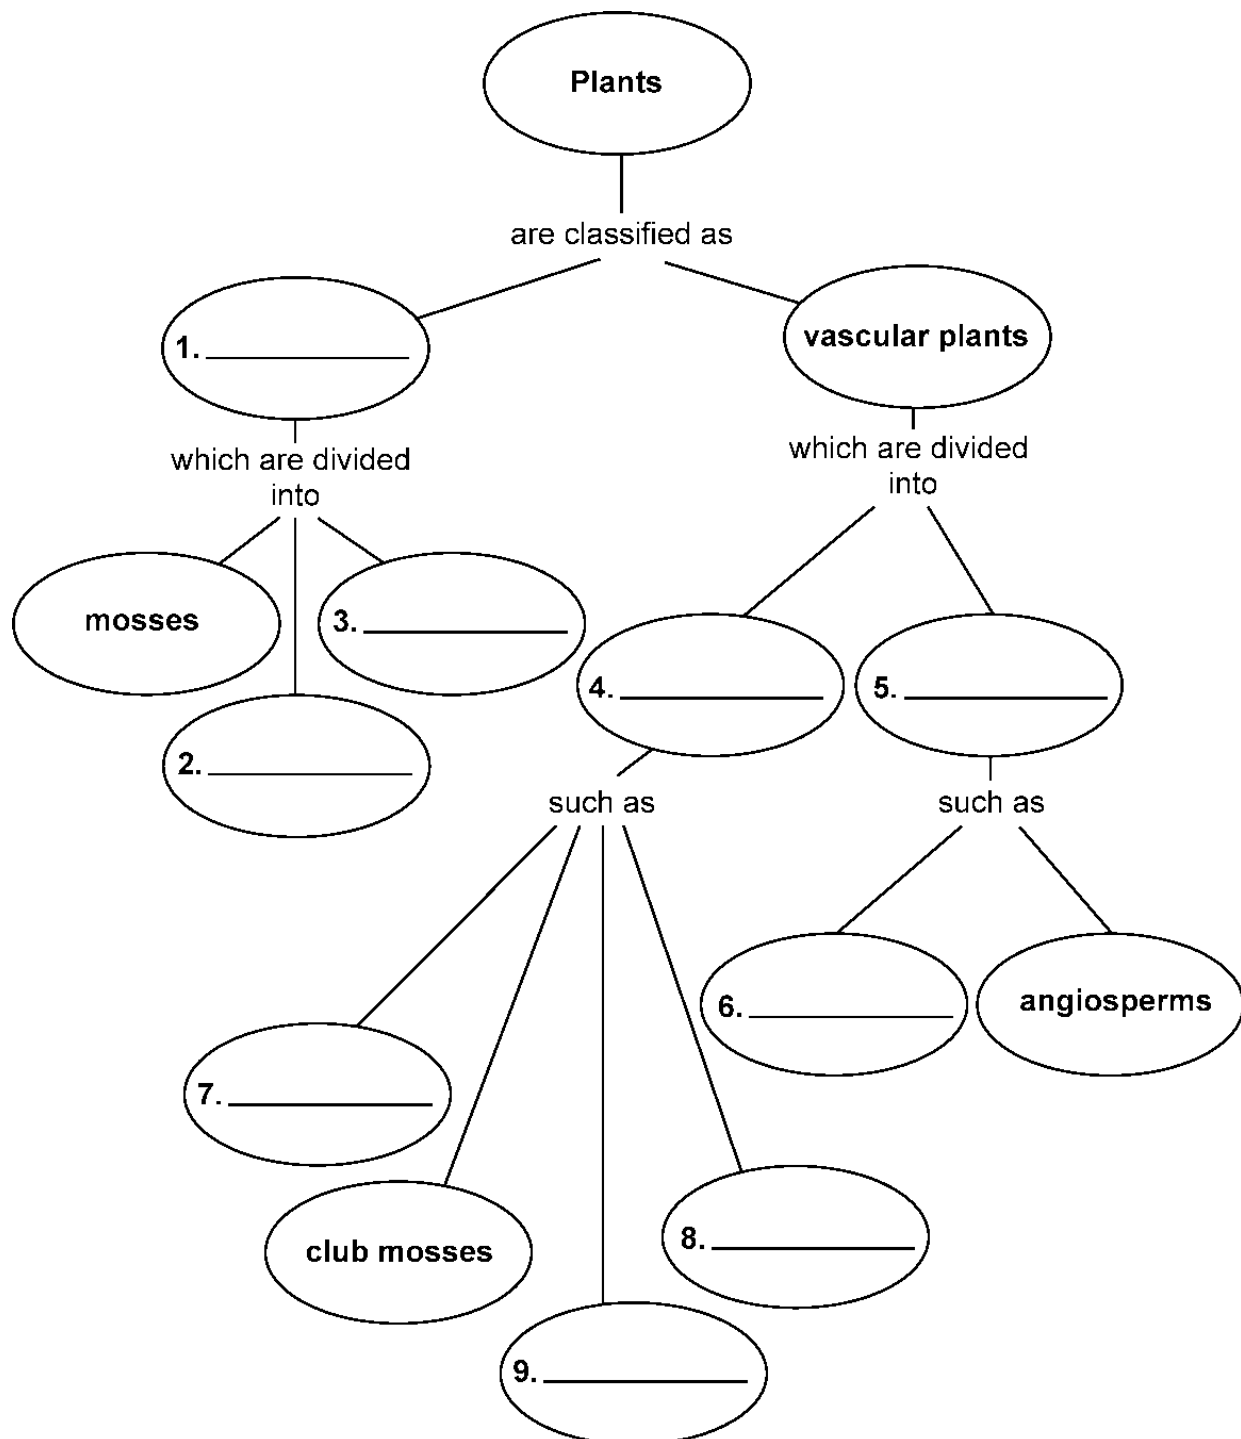 Plants
are classified as
1. ____________
vascular plants
which are divided
into
which are divided
into
mosses
3. ____________
2. ____________
4. ____________
5. ____________
such as
such as
6. ____________
angiosperms
7. ____________
club mosses
8. ____________
9. ____________